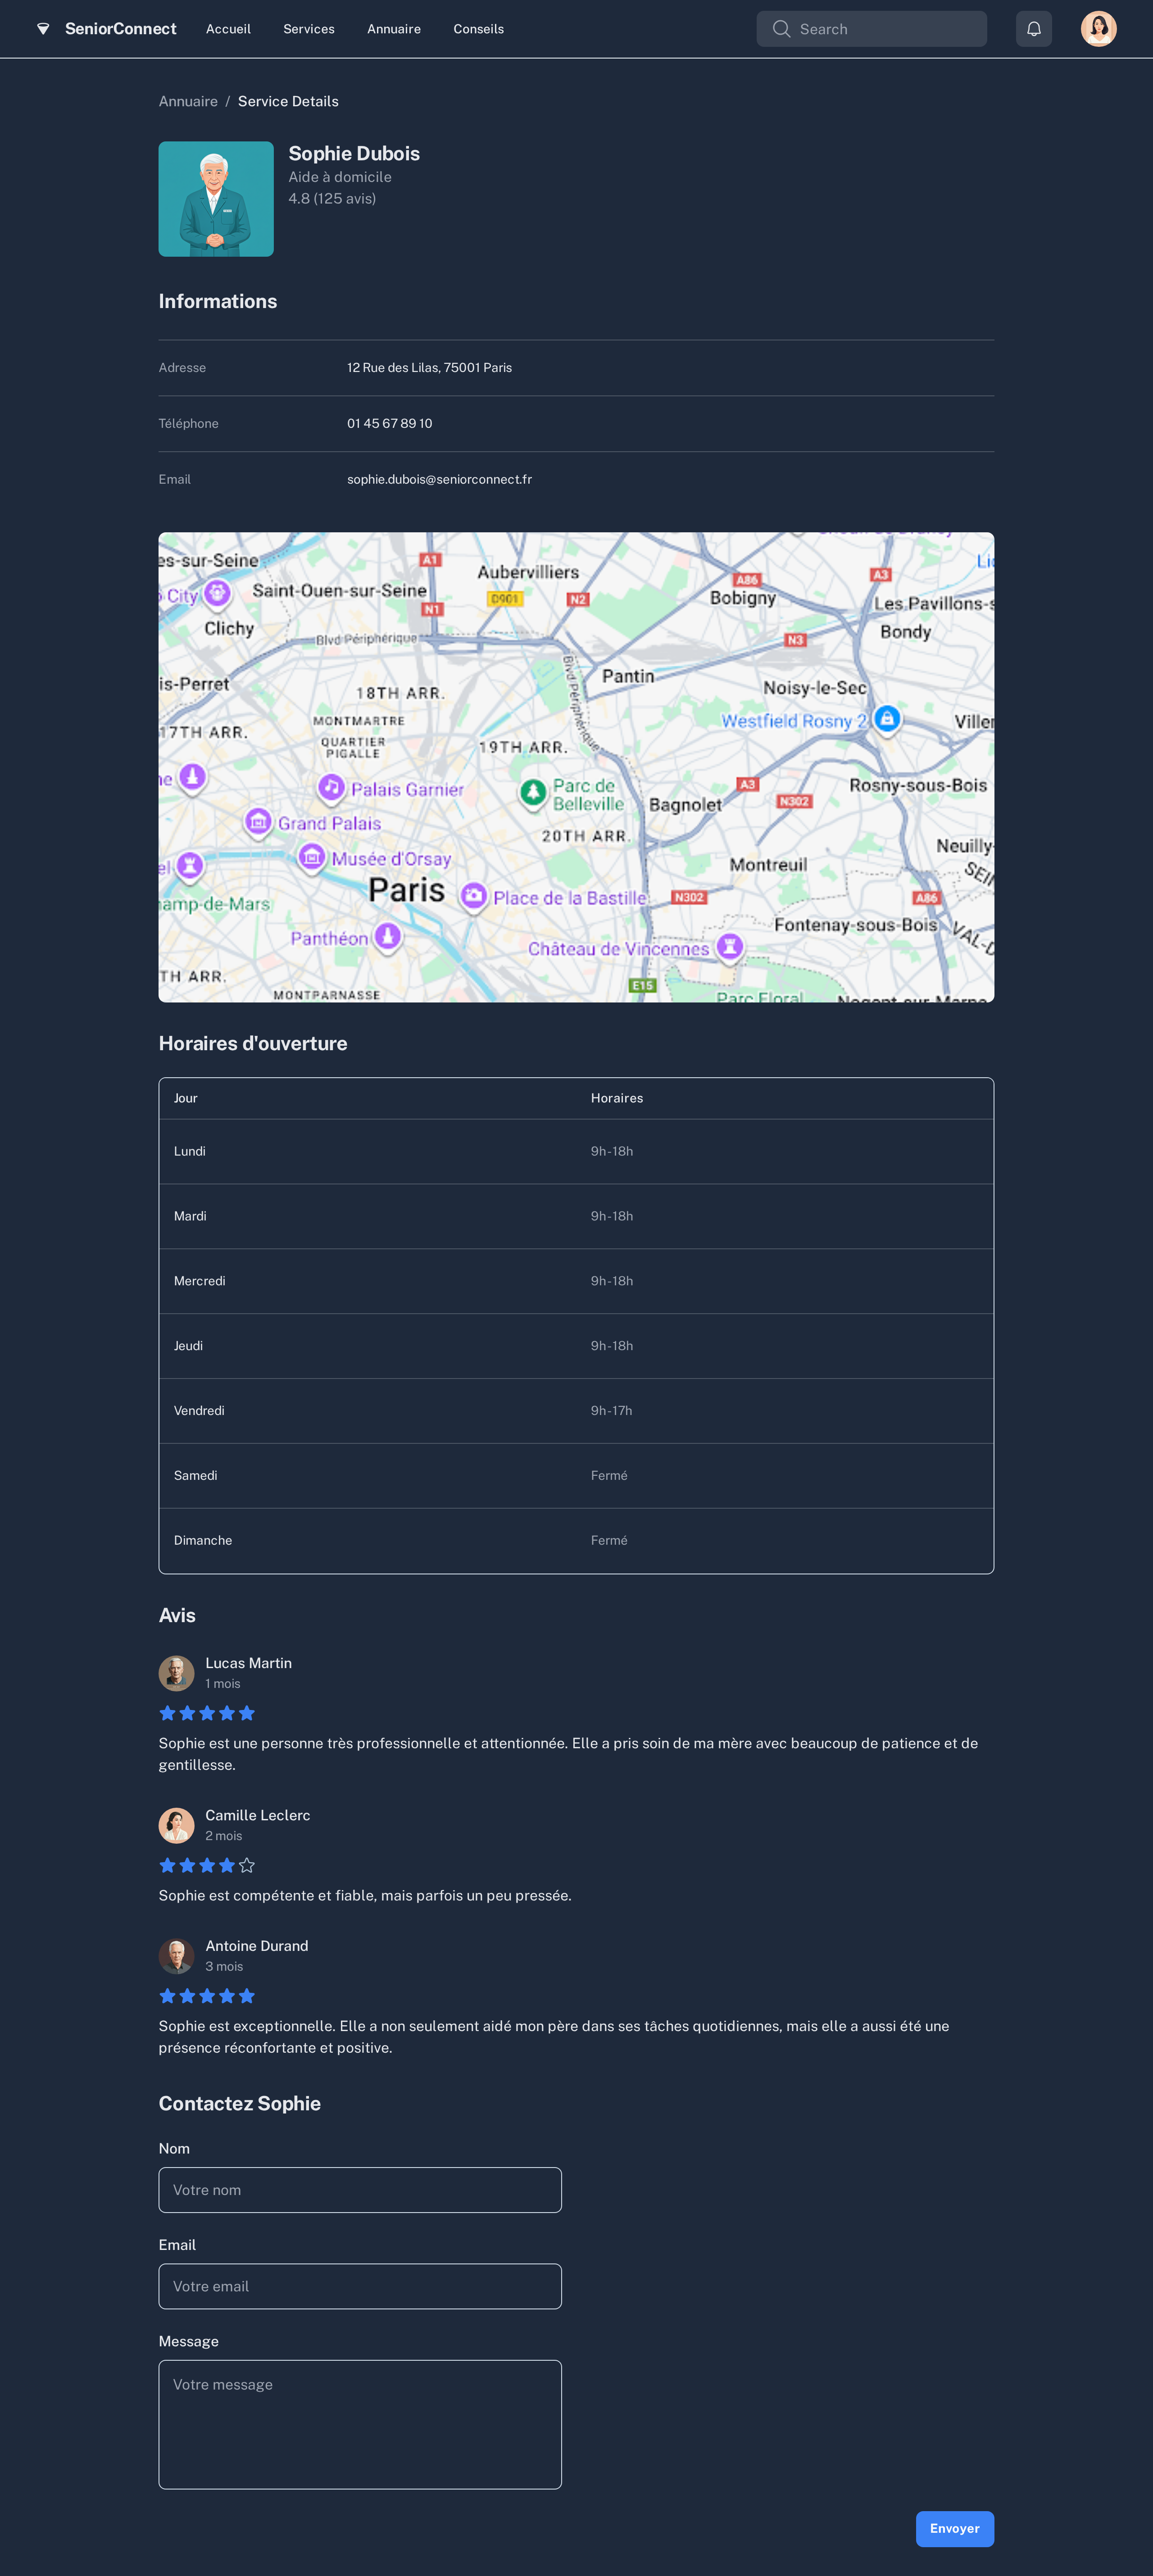 SeniorConnect
Accueil
Services
Annuaire
Conseils
Search
Annuaire / Service Details
Sophie Dubois
Aide à domicile
4.8 (125 avis)
Informations
Adresse
12 Rue des Lilas, 75001 Paris
Téléphone
01 45 67 89 10
Email
sophie.dubois@seniorconnect.fr
es-sur-Seine
A1
Aubervilliers
A86
A3
City
Saint-Ouen-sur-Seine
D901
N2
Bobigny
Les Pavillons-s
N1
Clichy
Blvd Périphérique
N3
Bondy
is-Perret
18TH ARR.
Blvd Périphérique
Pantin
Noisy-le-Sec
MONTMARTRE
17TH ARR.
QUARTIER
PIGALLE
19TH ARR.
Westfield Rosny 2
Viller
Palais Garnier
Parc de
Belleville
A3
Rosny-sous-Bois
N302
Bagnolet
Grand Palais
20TH ARR.
Neuilly-
Musée d'Orsay
Montreuil
SEIN
Paris
Place de la Bastille
N302
A86
amp-de-Mars
Fontenay-sous-Bois
VAL-D
Panthéon
Château de Vincennes
TH ARR.
E15
MONTPARNASSE
Parc Floral
Nogent-sur-Marne
Horaires d'ouverture
Jour
Horaires
Lundi
9h-18h
Mardi
9h-18h
Mercredi
9h-18h
Jeudi
9h-18h
Vendredi
9h-17h
Samedi
Fermé
Dimanche
Fermé
Avis
Lucas Martin
1 mois
Sophie est une personne très professionnelle et attentionnée. Elle a pris soin de ma mère avec beaucoup de patience et de
gentillesse.
Camille Leclerc
2 mois
Sophie est compétente et fiable, mais parfois un peu pressée.
Antoine Durand
3 mois
Sophie est exceptionnelle. Elle a non seulement aidé mon père dans ses tâches quotidiennes, mais elle a aussi été une
présence réconfortante et positive.
Contactez Sophie
Nom
Votre nom
Email
Votre email
Message
Votre message
Envoyer